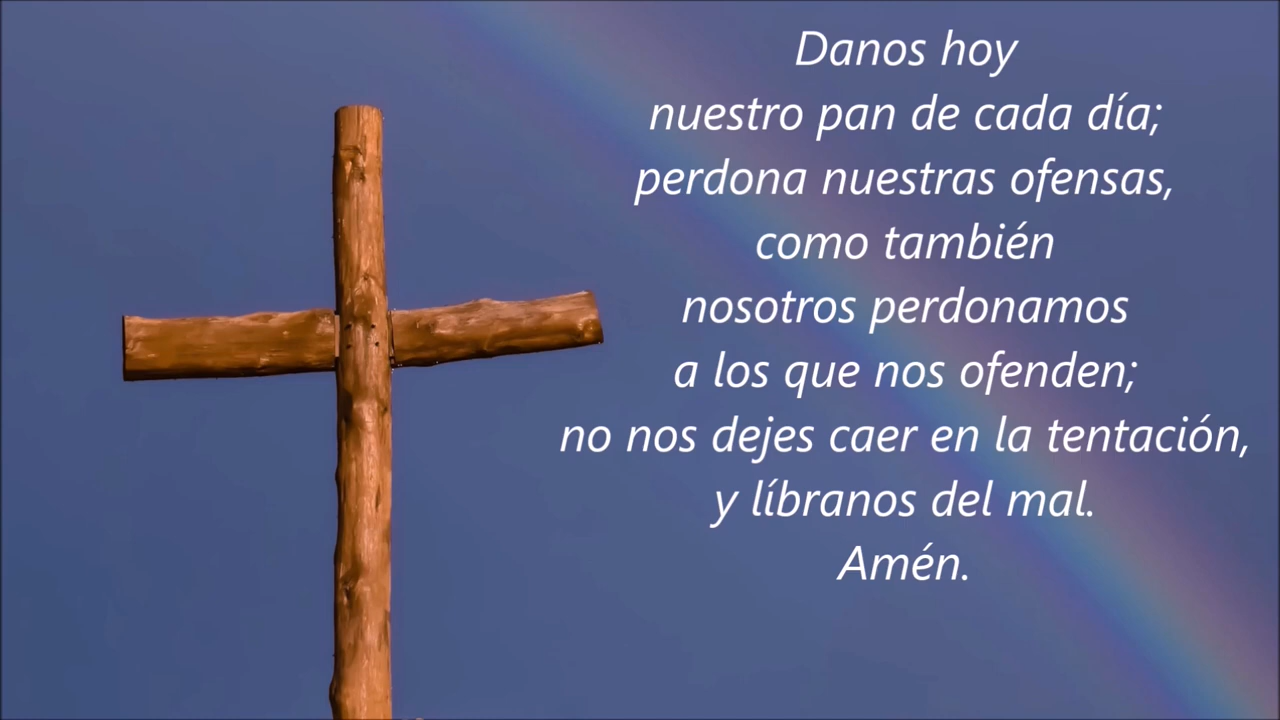 Danos hoy
nuestro pan de cada día;
perdona nuestras ofensas,
como también
nosotros perdonamos
a los que nos ofenden;
no nos dejes caer en la tentación,
y líbranos del mal.
Amén.